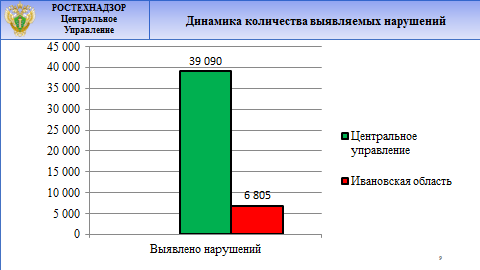 РОСТЕХНАДЗОР
Центральное
Управление
Динамика количества выявляемых нарушений
45 000
40 000
35 000
30 000
25 000
20 000
15 000
10 000
5 000
0
39 090
6 805
Выявлено нарушений
Центральное
управление
Ивановская область
9